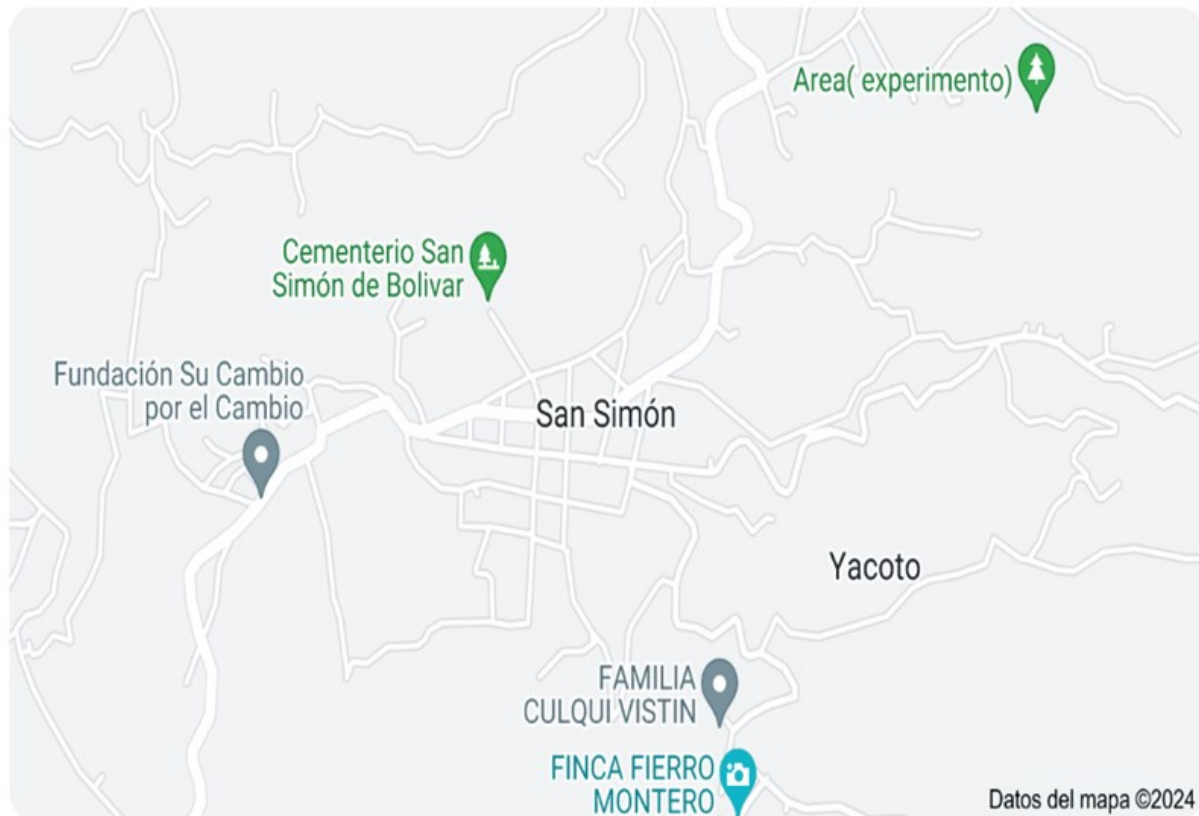 Area( experimento)
Cementerio San
Simón de Bolivar
Fundación Su Cambio
por el Cambio
San Simón
Yacoto
FAMILIA
CULQUI VISTIN
FINCA FIERRO
MONTERO
Datos del mapa ©2024